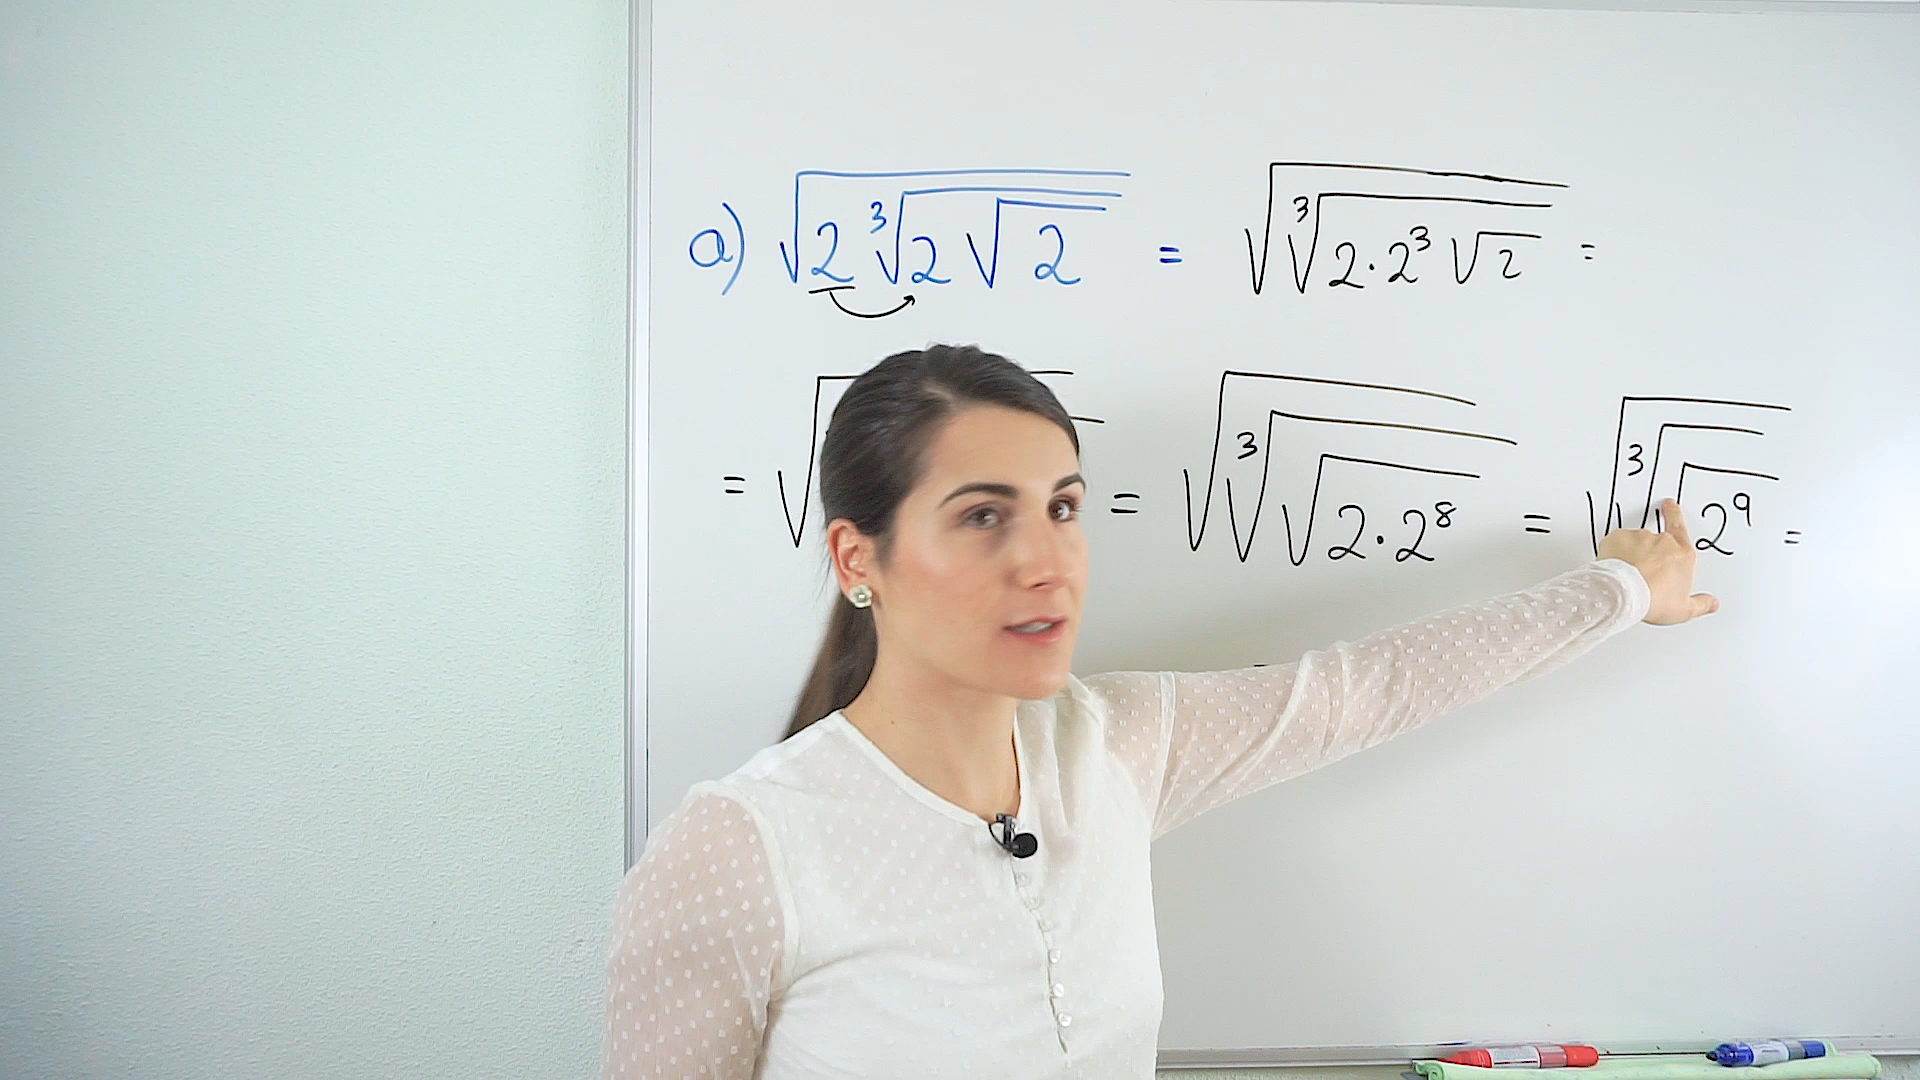 a) √(2 ∛(2 √2)) = √(∛(2·2³ √2)) =
= √ = √(∛(√(2·2⁸))) = √(∛(√(2⁹))) =